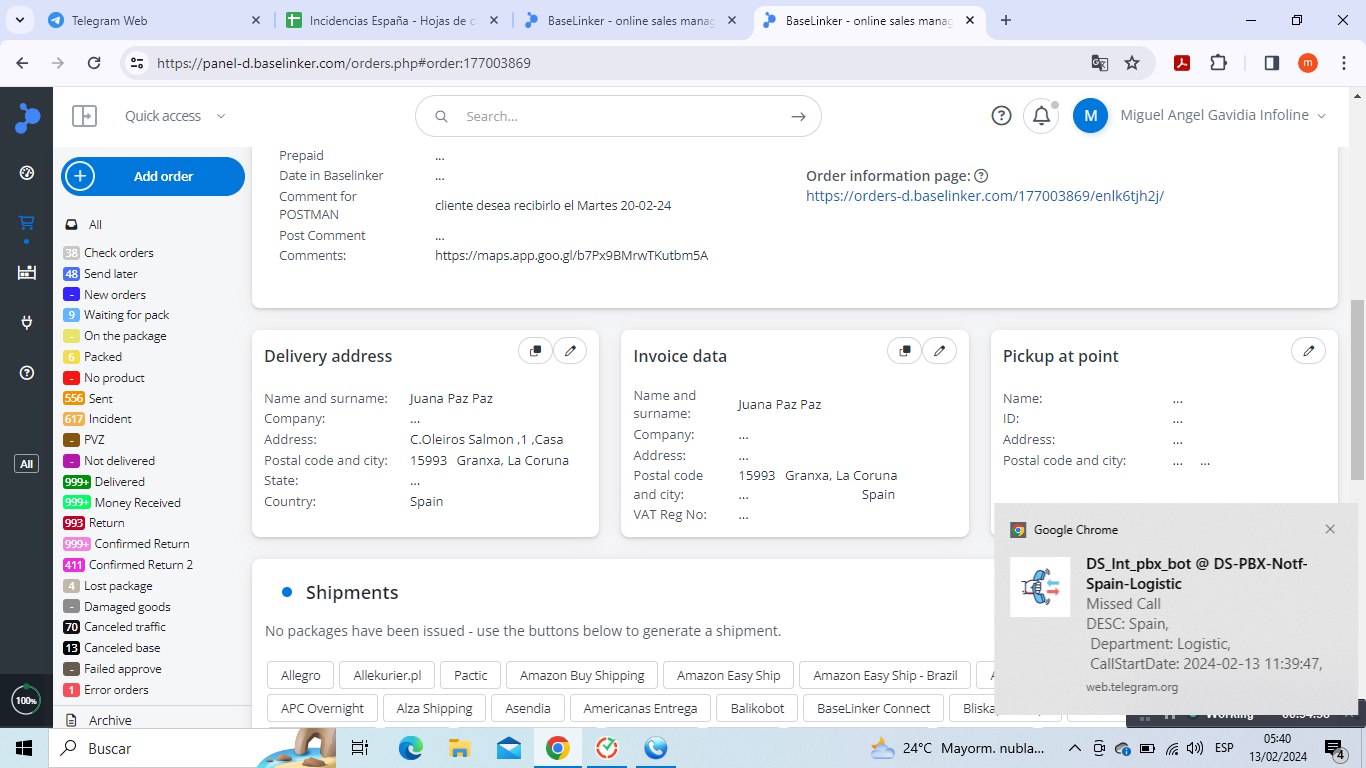 Telegram Web
Incidencias España - Hojas de c
BaseLinker - online sales manag
BaseLinker - online sales manag
https://panel-d.baselinker.com/orders.php#order:177003869
m
Quick access
Search...
M
Miguel Angel Gavidia Infoline
Add order
All
38 Check orders
48 Send later
- New orders
9 Waiting for pack
- On the package
6 Packed
- No product
556 Sent
617 Incident
- PVZ
- Not delivered
999+ Delivered
999+ Money Received
993 Return
999+ Confirmed Return
411 Confirmed Return 2
4 Lost package
- Damaged goods
70 Canceled traffic
13 Canceled base
- Failed approve
1 Error orders
Archive
All
100%
Prepaid ...
Date in Baselinker ...
Comment for
POSTMAN
cliente desea recibirlo el Martes 20-02-24
Post Comment ...
Comments: https://maps.app.goo.gl/b7Px9BMrwTKutbm5A
Order information page:
https://orders-d.baselinker.com/177003869/enlk6tjh2j/
Delivery address
Name and surname: Juana Paz Paz
Company: ...
Address: C.Oleiros Salmon ,1 ,Casa
Postal code and city: 15993 Granxa, La Coruna
State: ...
Country: Spain
Invoice data
Name and
surname:
Juana Paz Paz
Company: ...
Address: ...
Postal code 15993 Granxa, La Coruna
and city: ... Spain
VAT Reg No: ...
Pickup at point
Name: ...
ID: ...
Address: ...
Postal code and city: ... ...
Shipments
No packages have been issued - use the buttons below to generate a shipment.
Allegro Allekurier.pl Pactic Amazon Buy Shipping Amazon Easy Ship Amazon Easy Ship - Brazil
APC Overnight Alza Shipping Asendia Americanas Entrega Balikobot BaseLinker Connect
Google Chrome
DS_Int_pbx_bot @ DS-PBX-Notf-
Spain-Logistic
Missed Call
DESC: Spain,
Department: Logistic,
CallStartDate: 2024-02-13 11:39:47,
web.telegram.org
Working
Buscar
24°C Mayorm. nubla...
ESP
05:40
13/02/2024
4